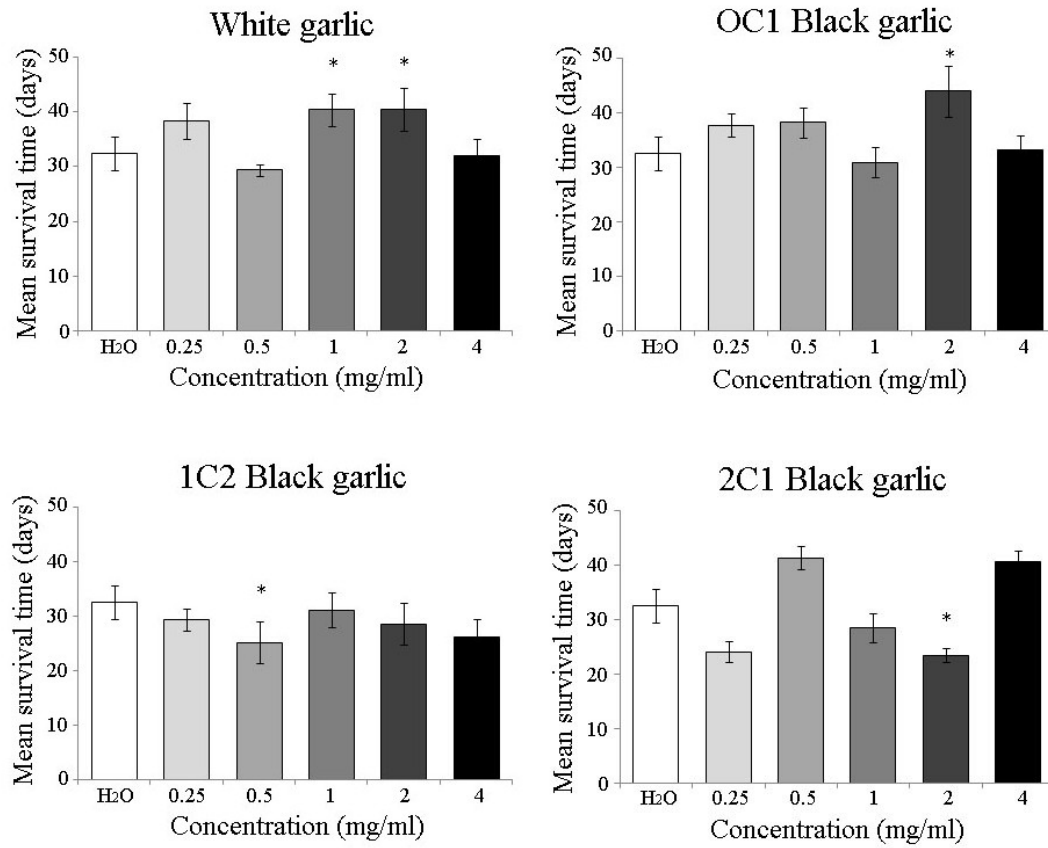 White garlic
Mean survival time (days)
50
40
30
20
10
0
*
*
H₂O 0.25 0.5 1 2 4
Concentration (mg/ml)
OC1 Black garlic
Mean survival time (days)
50
40
30
20
10
0
*
H₂O 0.25 0.5 1 2 4
Concentration (mg/ml)
1C2 Black garlic
Mean survival time (days)
50
40
30
20
10
0
*
H₂O 0.25 0.5 1 2 4
Concentration (mg/ml)
2C1 Black garlic
Mean survival time (days)
50
40
30
20
10
0
*
H₂O 0.25 0.5 1 2 4
Concentration (mg/ml)